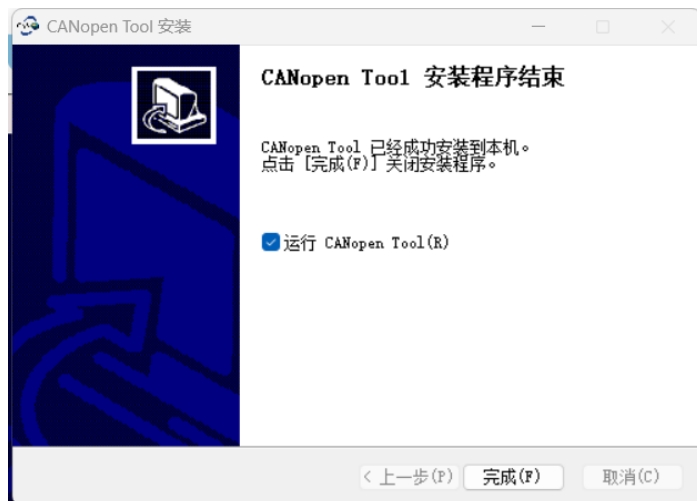 CANopen Tool 安装
CANopen Tool 安装程序结束
CANopen Tool 已经成功安装到本机。
点击 [完成(F)] 关闭安装程序。
运行 CANopen Tool(R)
< 上一步(P) 完成(F) 取消(C)